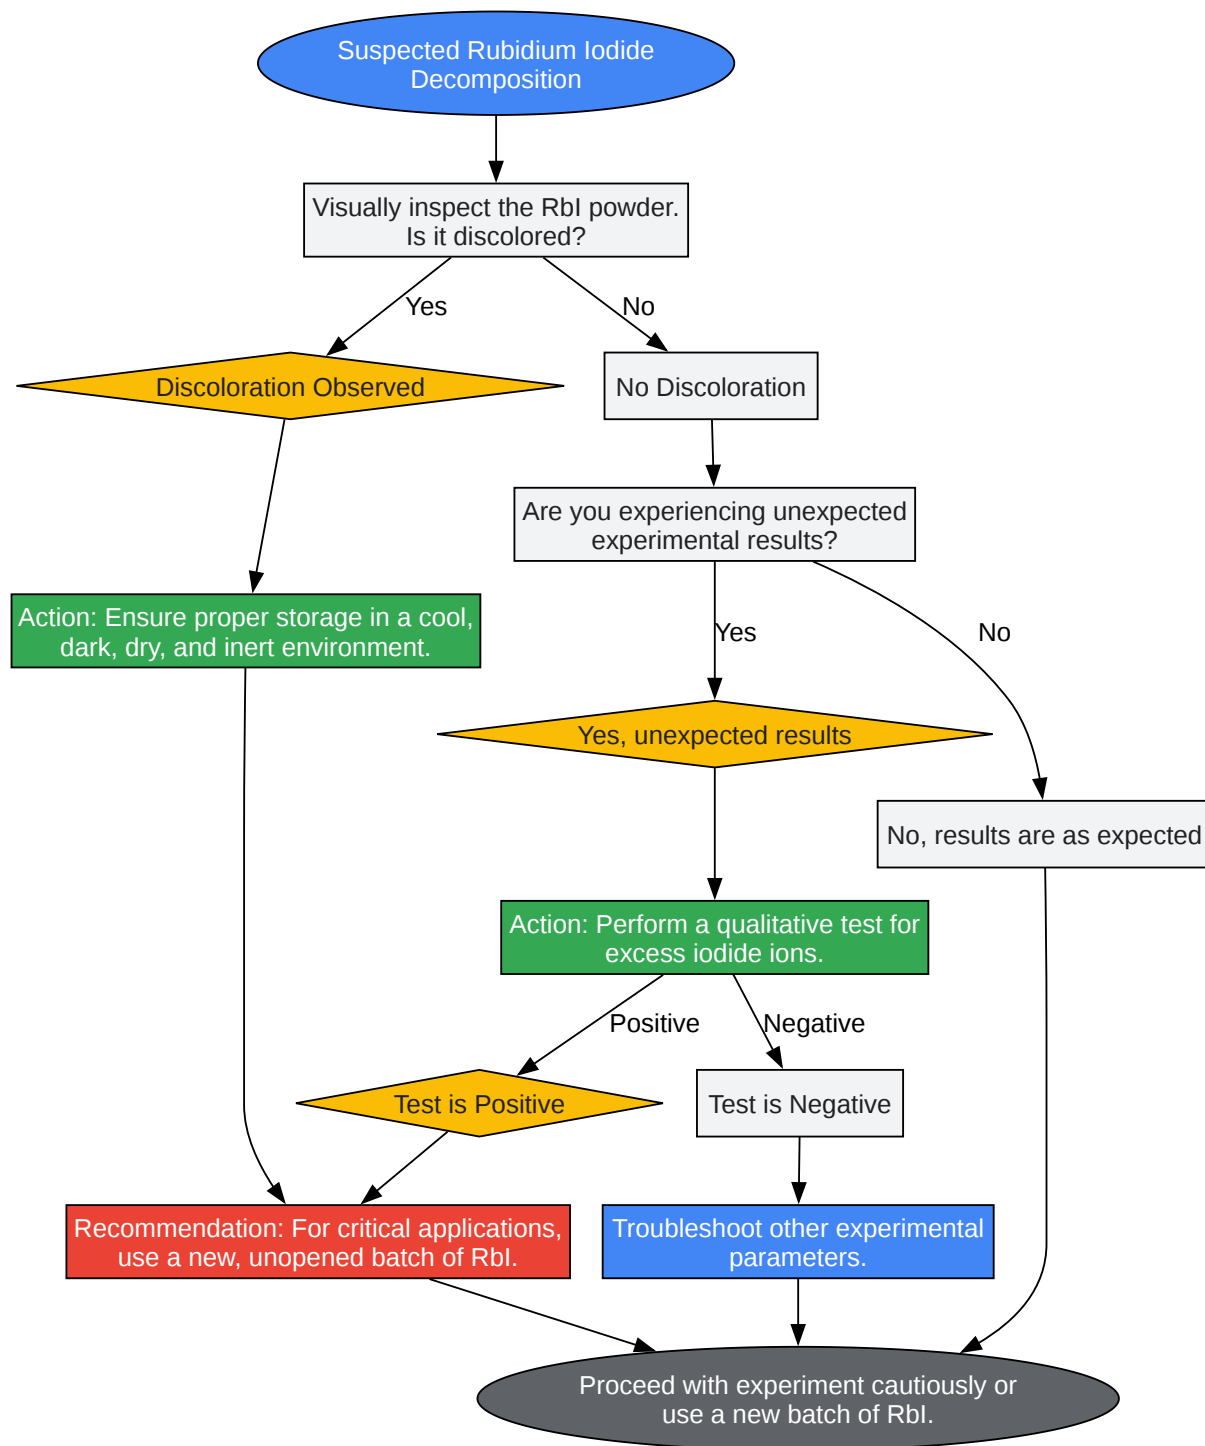 Suspected Rubidium Iodide
Decomposition
Visually inspect the RbI powder.
Is it discolored?
Yes
No
Discoloration Observed
No Discoloration
Are you experiencing unexpected
experimental results?
Action: Ensure proper storage in a cool,
dark, dry, and inert environment.
Yes
No
Yes, unexpected results
No, results are as expected
Action: Perform a qualitative test for
excess iodide ions.
Positive
Negative
Test is Positive
Test is Negative
Recommendation: For critical applications,
use a new, unopened batch of RbI.
Troubleshoot other experimental
parameters.
Proceed with experiment cautiously or
use a new batch of RbI.